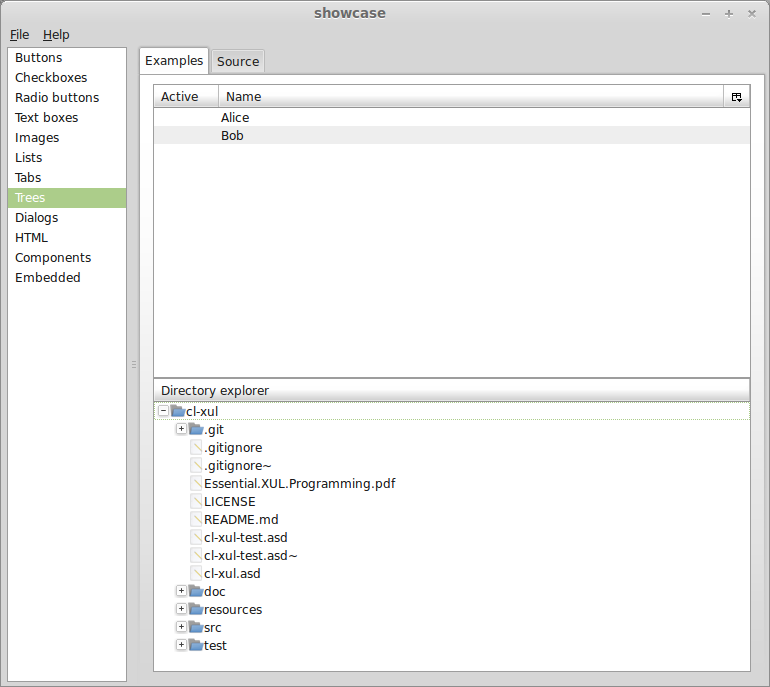 showcase
File Help
Buttons
Checkboxes
Radio buttons
Text boxes
Images
Lists
Tabs
Trees
Dialogs
HTML
Components
Embedded
Examples Source
Active Name
Alice
Bob
Directory explorer
cl-xul
.git
.gitignore
.gitignore~
Essential.XUL.Programming.pdf
LICENSE
README.md
cl-xul-test.asd
cl-xul-test.asd~
cl-xul.asd
doc
resources
src
test